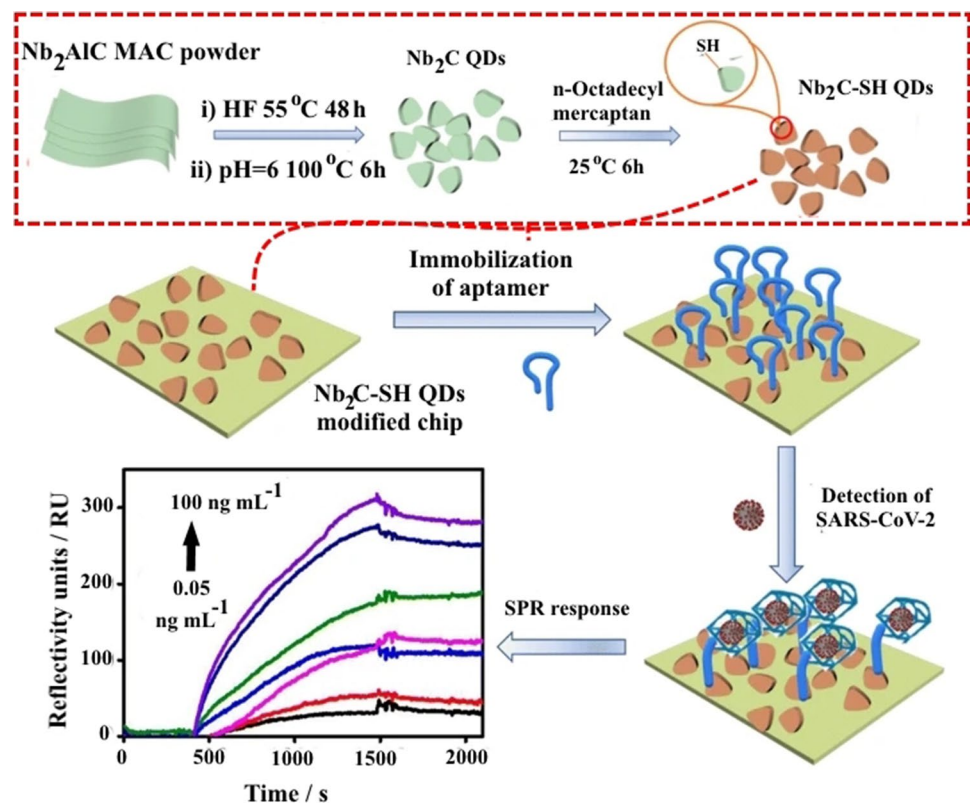 Nb2AlC MAC powder
i) HF 55 °C 48 h
ii) pH=6 100 °C 6h
Nb2C QDs
n-Octadecyl
mercaptan
25 °C 6h
SH
Nb2C-SH QDs
Immobilization
of aptamer
Nb2C-SH QDs
modified chip
Detection of
SARS-CoV-2
SPR response
Reflectivity units / RU
300
200
100
0
100 ng mL-1
0.05
ng mL-1
0 500 1000 1500 2000
Time / s